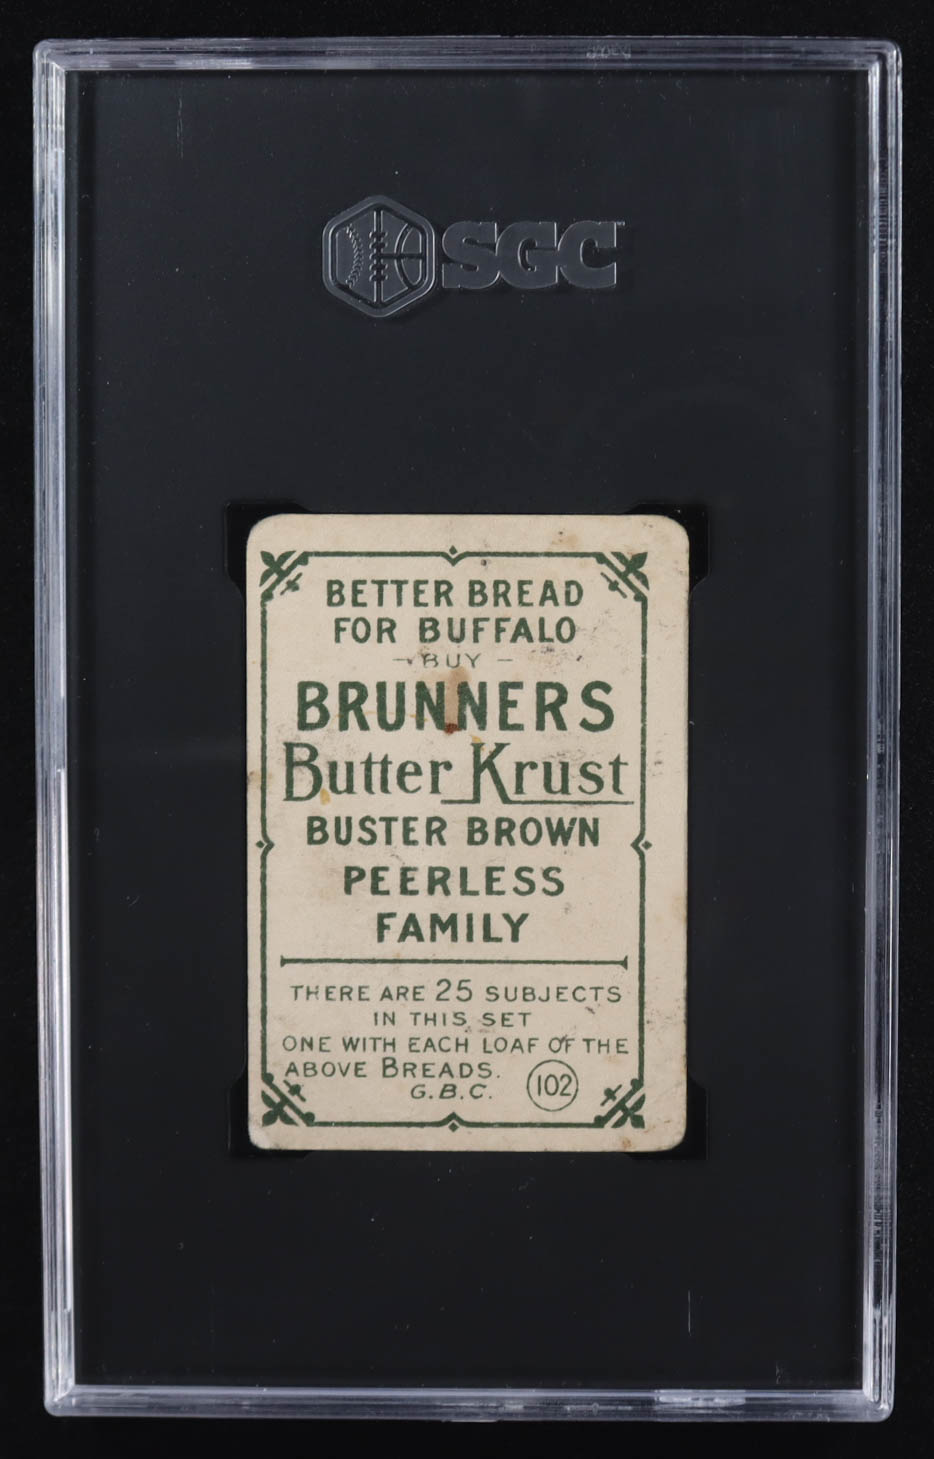 SGC
BETTER BREAD
FOR BUFFALO
- BUY -
BRUNNERS
Butter Krust
BUSTER BROWN
PEERLESS
FAMILY
THERE ARE 25 SUBJECTS
IN THIS SET
ONE WITH EACH LOAF OF THE
ABOVE BREADS.
G.B.C. 102